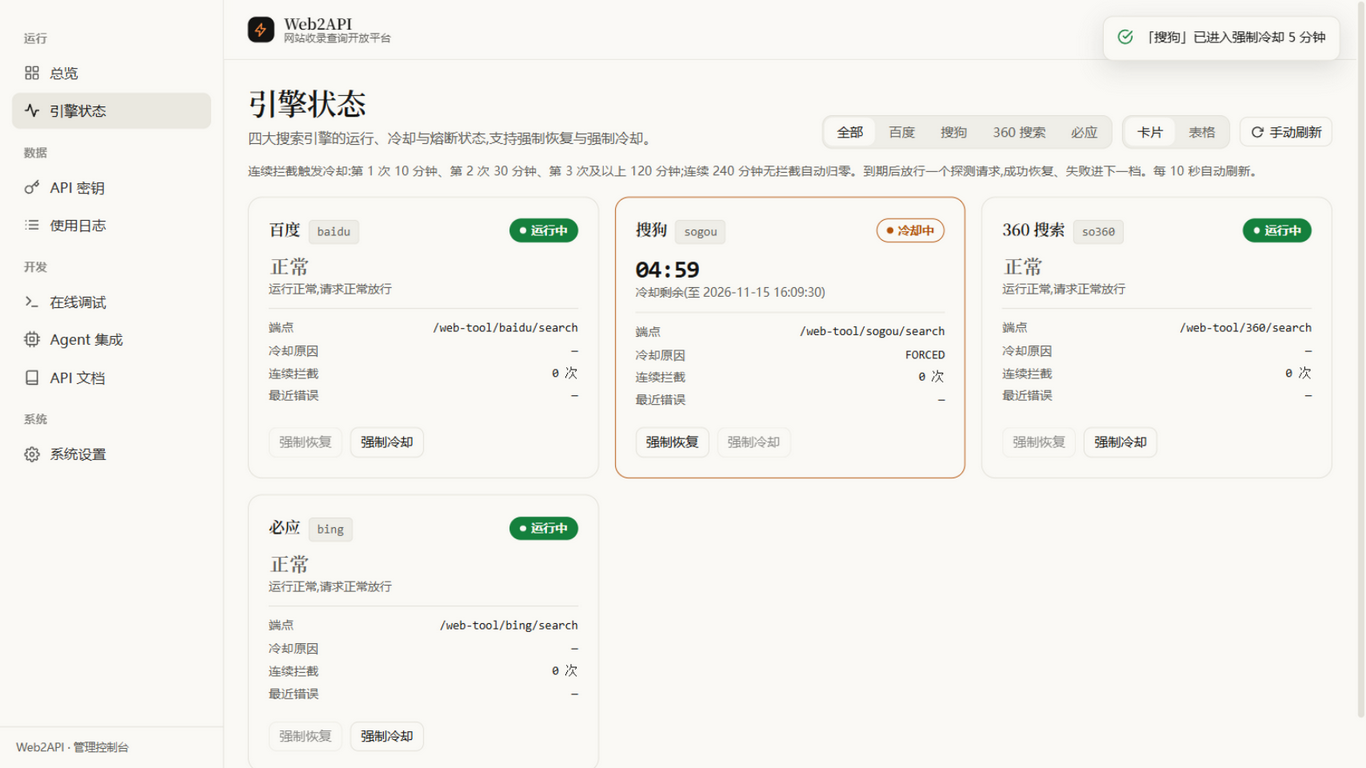 运行
总览
引擎状态
数据
API 密钥
使用日志
开发
在线调试
Agent 集成
API 文档
系统
系统设置
Web2API · 管理控制台
Web2API
网站收录查询开放平台
「搜狗」已进入强制冷却 5 分钟
引擎状态
四大搜索引擎的运行、冷却与熔断状态,支持强制恢复与强制冷却。
全部 百度 搜狗 360 搜索 必应
卡片 表格
手动刷新
连续拦截触发冷却:第 1 次 10 分钟、第 2 次 30 分钟、第 3 次及以上 120 分钟;连续 240 分钟无拦截自动归零。到期后放行一个探测请求,成功恢复、失败进下一档。每 10 秒自动刷新。
百度 baidu 运行中
正常
运行正常,请求正常放行
端点 /web-tool/baidu/search
冷却原因 –
连续拦截 0 次
最近错误 –
强制恢复 强制冷却
搜狗 sogou 冷却中
04:59
冷却剩余(至 2026-11-15 16:09:30)
端点 /web-tool/sogou/search
冷却原因 FORCED
连续拦截 0 次
最近错误 –
强制恢复 强制冷却
360 搜索 so360 运行中
正常
运行正常,请求正常放行
端点 /web-tool/360/search
冷却原因 –
连续拦截 0 次
最近错误 –
强制恢复 强制冷却
必应 bing 运行中
正常
运行正常,请求正常放行
端点 /web-tool/bing/search
冷却原因 –
连续拦截 0 次
最近错误 –
强制恢复 强制冷却